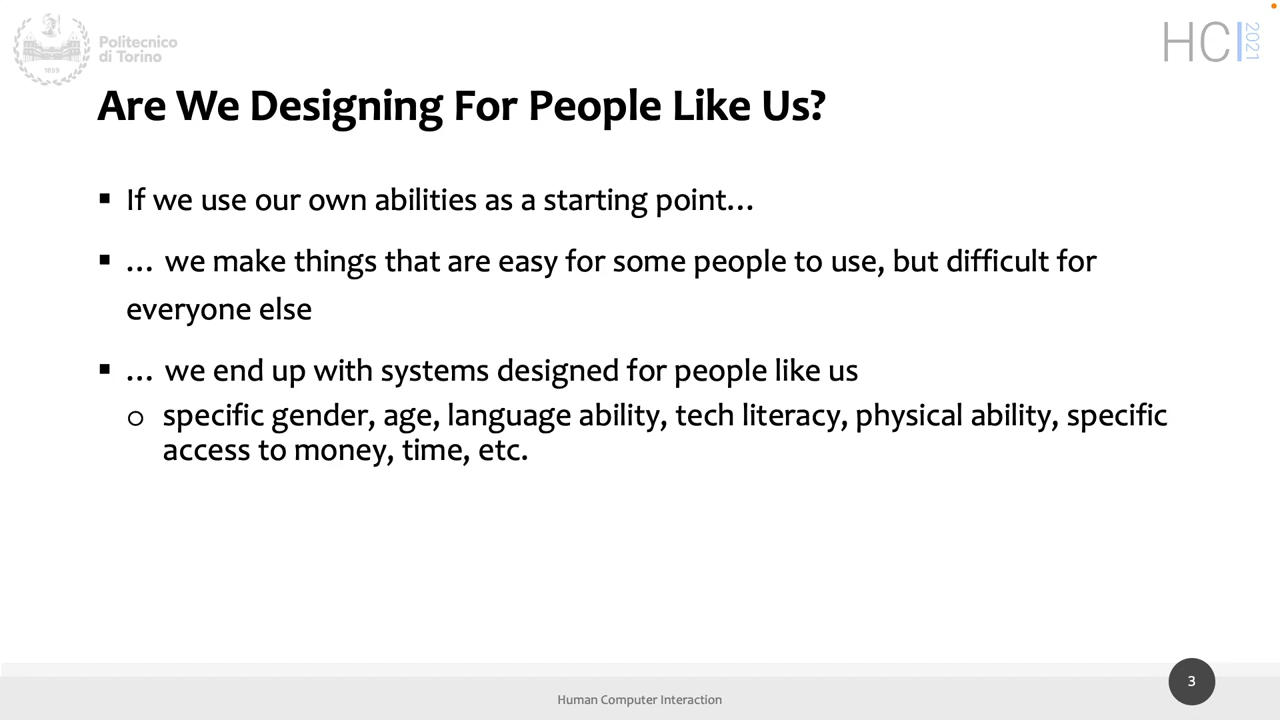 Politecnico
di Torino
1859
HCI 2021
Are We Designing For People Like Us?
▪ If we use our own abilities as a starting point…
▪ … we make things that are easy for some people to use, but difficult for
everyone else
▪ … we end up with systems designed for people like us
o specific gender, age, language ability, tech literacy, physical ability, specific
access to money, time, etc.
Human Computer Interaction
3